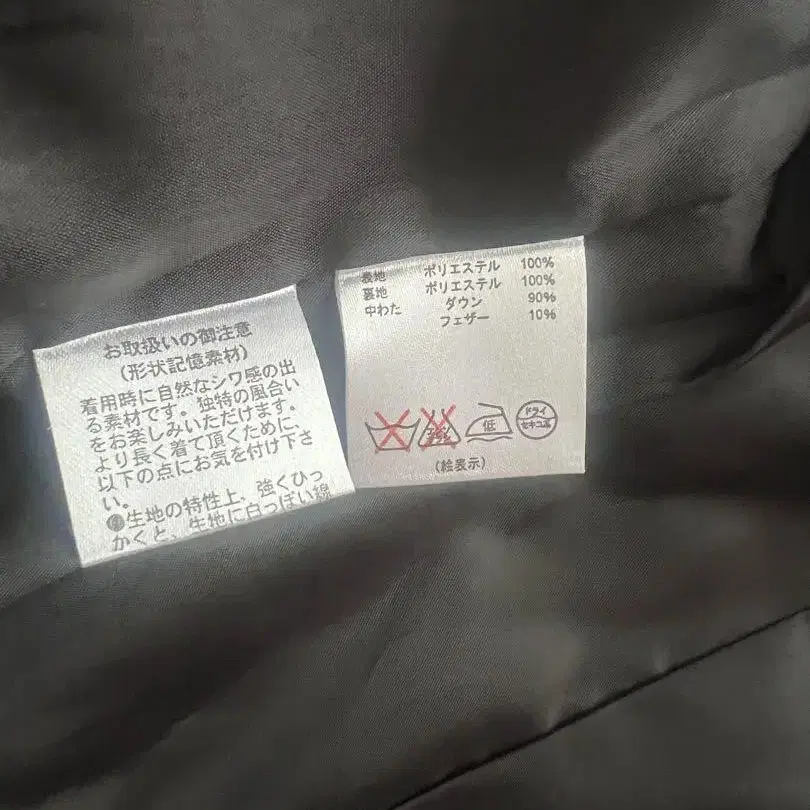 お取扱いの御注意
(形状記憶素材)
着用時に自然なシワ感の出
る素材です。独特の風合い
をお楽しみいただけます。
より長く着て頂くために、
以下の点にお気を付け下さ
い。
●生地の特性上、強くひっ
かくと、生地に白っぽい線
表地 ポリエステル 100%
裏地 ポリエステル 100%
中わた ダウン 90%
フェザー 10%
低
ドライ
セキユ系
(絵表示)